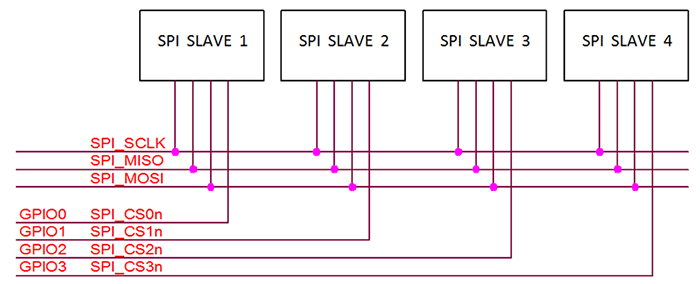 SPI SLAVE 1 SPI SLAVE 2 SPI SLAVE 3 SPI SLAVE 4
SPI_SCLK
SPI_MISO
SPI_MOSI
GPIO0 SPI_CS0n
GPIO1 SPI_CS1n
GPIO2 SPI_CS2n
GPIO3 SPI_CS3n